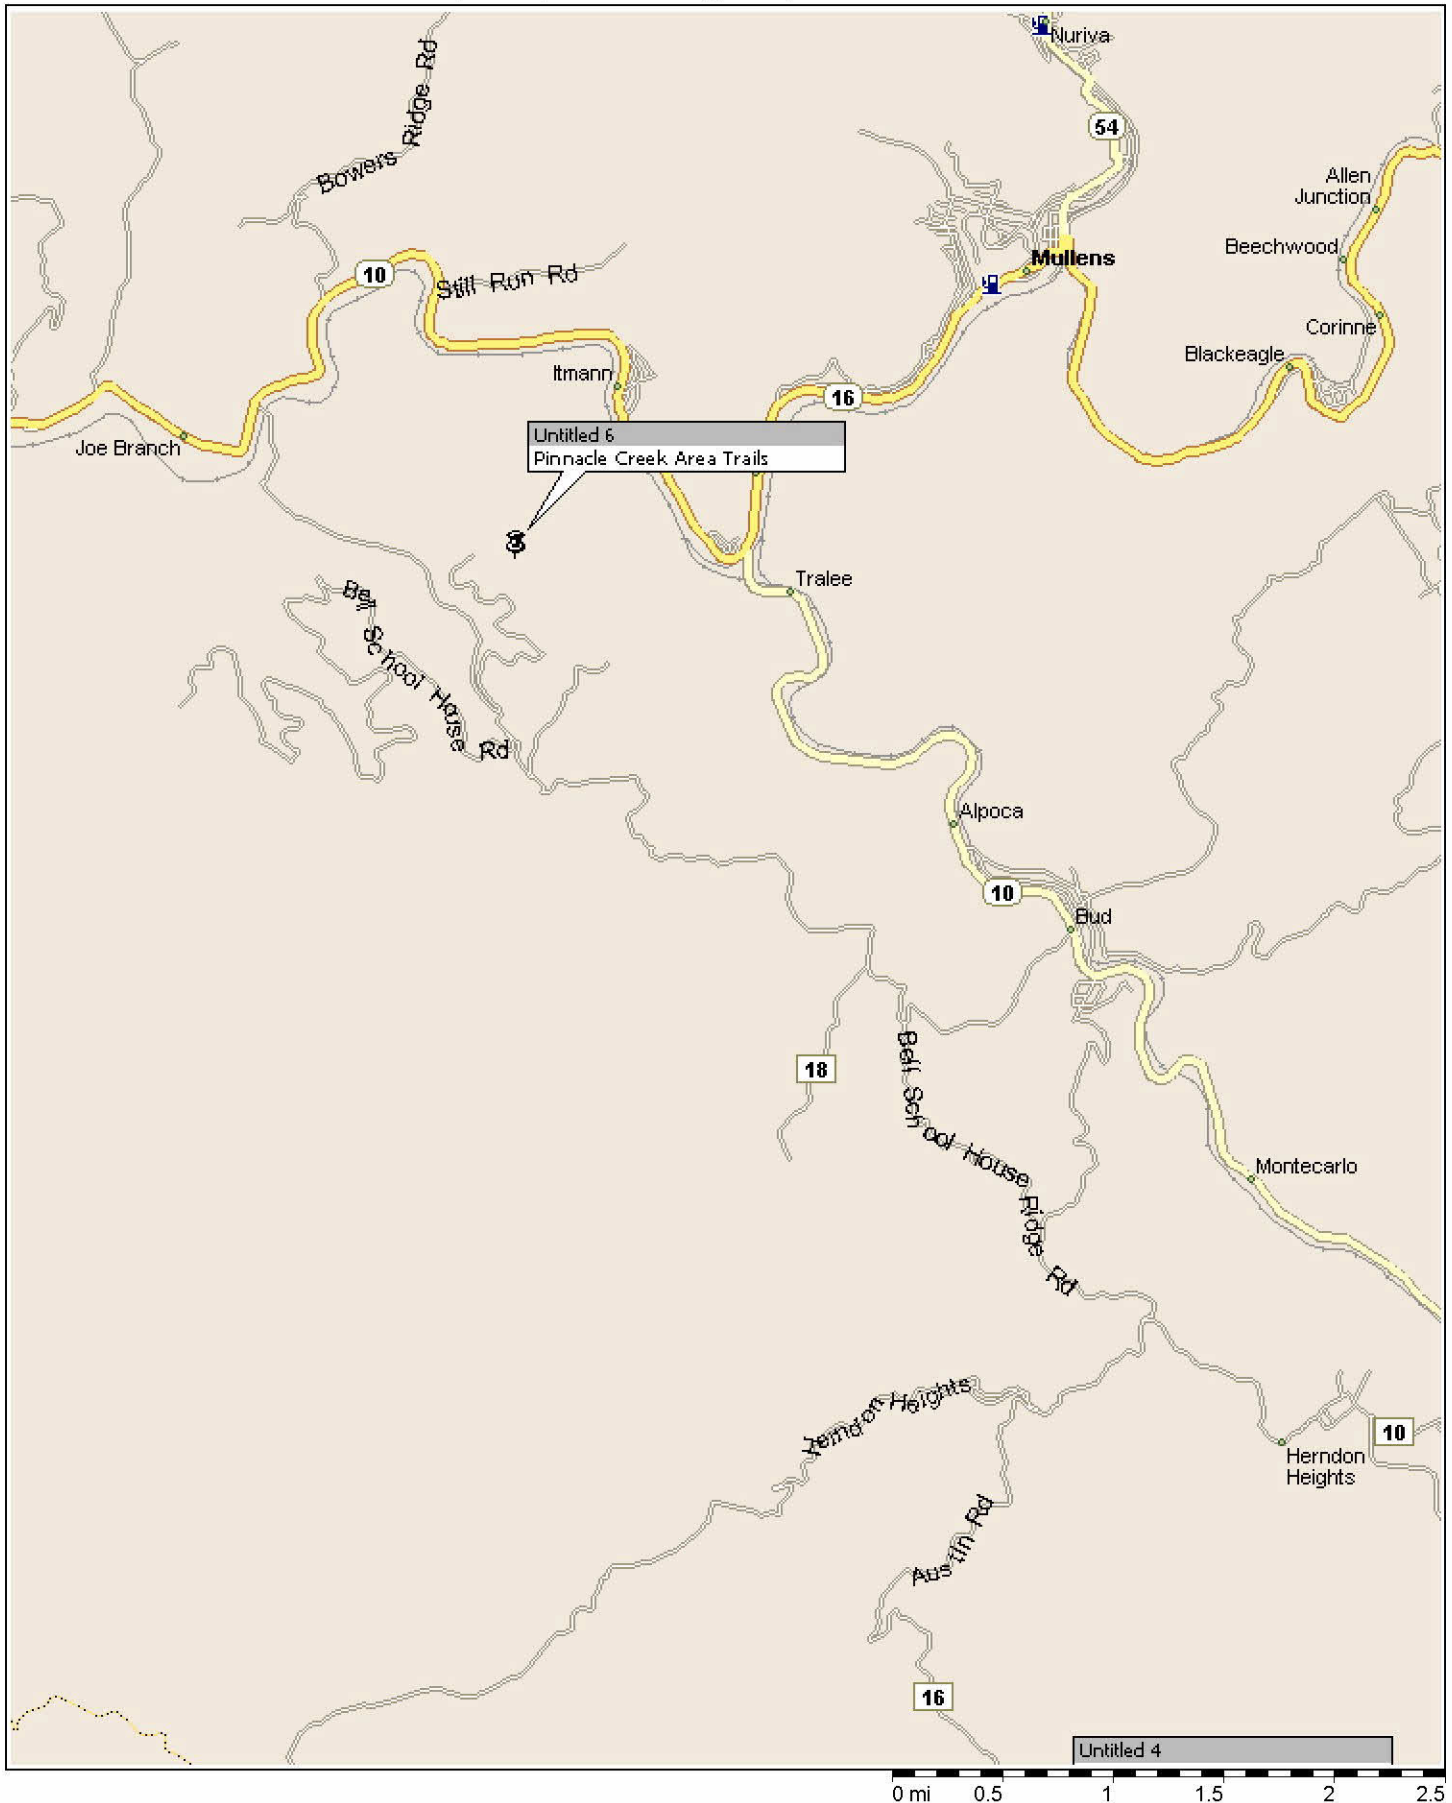 Nuriva
Bowers Ridge Rd
54
Allen
Junction
Beechwood
Mullens
10
Still Run Rd
Corinne
Blackeagle
Itmann
16
Joe Branch
Untitled 6
Pinnacle Creek Area Trails
Tralee
School House Rd
Alpoca
10
Bud
18
Bell School House Ridge Rd
Montecarlo
Herndon Heights
10
Herndon
Heights
Austin Rd
16
Untitled 4
0 mi 0.5 1 1.5 2 2.5